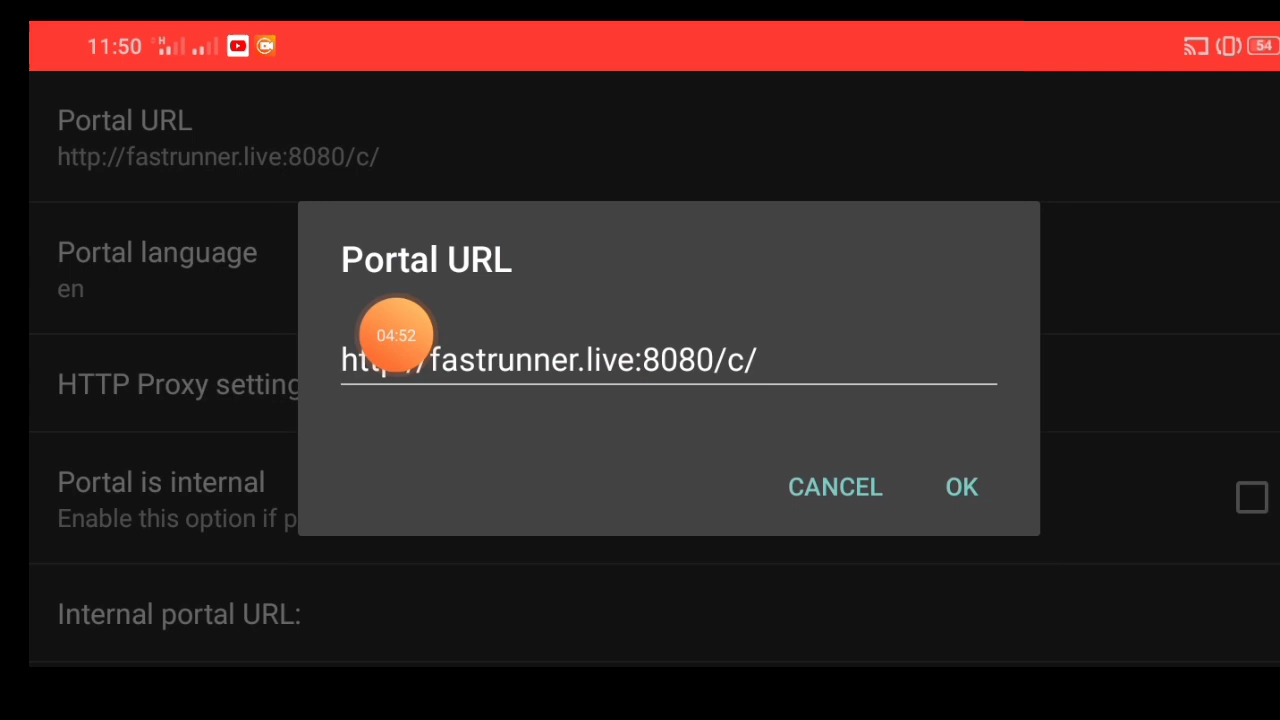 11:50 H 54
Portal URL
http://fastrunner.live:8080/c/
Portal language
en
HTTP Proxy setting
Portal is internal
Enable this option if p
Internal portal URL:
Portal URL
04:52
http://fastrunner.live:8080/c/
CANCEL OK